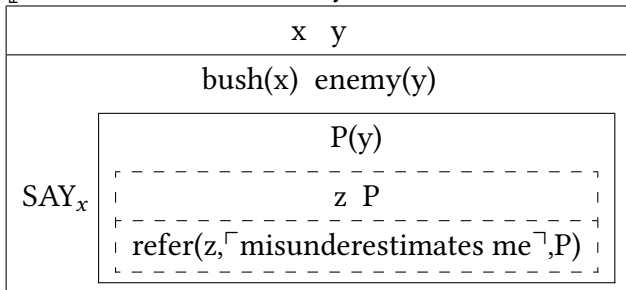 x y
bush(x) enemy(y)
P(y)
SAYₓ
z P
refer(z,⌜misunderestimates me⌝,P)